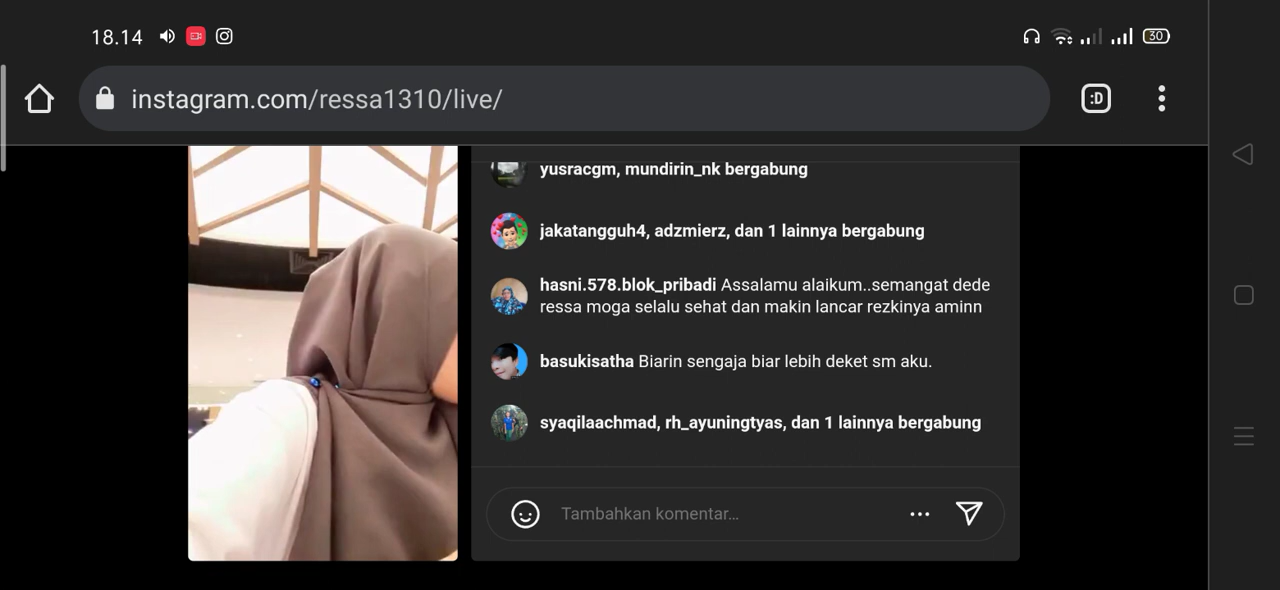 18.14
30
instagram.com/ressa1310/live/
:D
yusracgm, mundirin_nk bergabung
jakatangguh4, adzmierz, dan 1 lainnya bergabung
hasni.578.blok_pribadi Assalamu alaikum..semangat dede
ressa moga selalu sehat dan makin lancar rezkinya aminn
basukisatha Biarin sengaja biar lebih deket sm aku.
syaqilaachmad, rh_ayuningtyas, dan 1 lainnya bergabung
Tambahkan komentar...